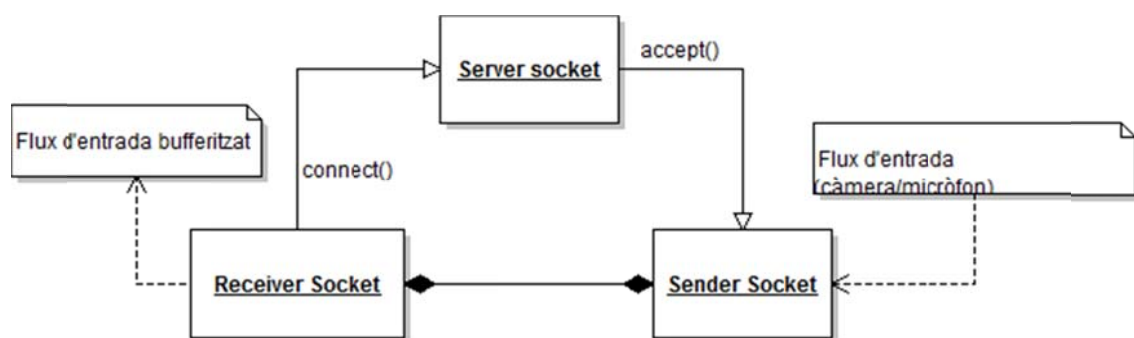 Server socket
accept()
Flux d'entrada bufferitzat
Flux d'entrada
(càmera/micròfon)
connect()
Receiver Socket
Sender Socket